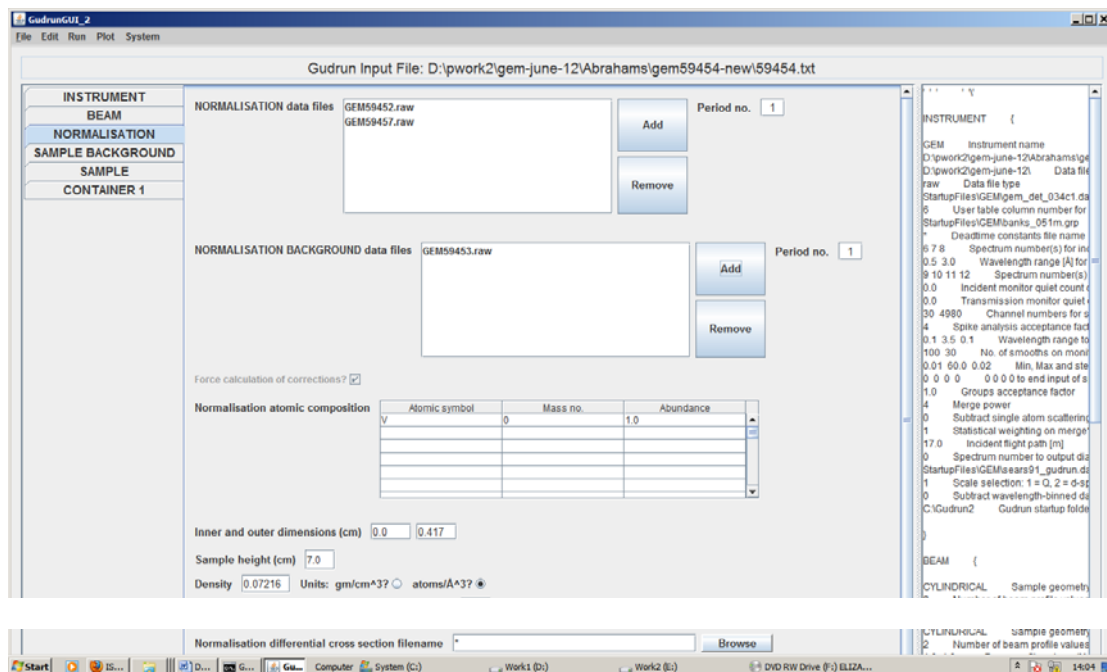 GudrunGUI_2
File Edit Run Plot System
Gudrun Input File: D:\pwork2\gem-june-12\Abrahams\gem59454-new\59454.txt
INSTRUMENT
BEAM
NORMALISATION
SAMPLE BACKGROUND
SAMPLE
CONTAINER 1
NORMALISATION data files
GEM59452.raw
GEM59457.raw
Add
Remove
Period no. 1
NORMALISATION BACKGROUND data files
GEM59453.raw
Add
Remove
Period no. 1
Force calculation of corrections?
Normalisation atomic composition
Atomic symbol Mass no. Abundance
V 0 1.0
Inner and outer dimensions (cm) 0.0 0.417
Sample height (cm) 7.0
Density 0.07216 Units: gm/cm^3? atoms/Å^3?
Normalisation differential cross section filename *
Browse
INSTRUMENT {
GEM Instrument name
D:\pwork2\gem-june-12\Abrahams\ge
D:\pwork2\gem-june-12\ Data file
raw Data file type
StartupFiles\GEM\gem_det_034c1.da
6 User table column number for
StartupFiles\GEM\banks_051m.grp
* Deadtime constants file name
6 7 8 Spectrum number(s) for in
0.5 3.0 Wavelength range [Å] for
9 10 11 12 Spectrum number(s)
0.0 Incident monitor quiet count
0.0 Transmission monitor quiet
30 4980 Channel numbers for s
4 Spike analysis acceptance fact
0.1 3.5 0.1 Wavelength range to
100 30 No. of smooths on moni
0.01 60.0 0.02 Min, Max and ste
0 0 0 0 0 0 0 0 to end input of s
1.0 Groups acceptance factor
4 Merge power
0 Subtract single atom scattering
1 Statistical weighting on merge
17.0 Incident flight path [m]
0 Spectrum number to output dia
StartupFiles\GEM\sears91_gudrun.da
1 Scale selection: 1 = Q, 2 = d-sp
0 Subtract wavelength-binned da
C:\Gudrun2 Gudrun startup folde
}
BEAM {
CYLINDRICAL Sample geometry
CYLINDRICAL Sample geometry
2 Number of beam profile values
Start IS... D... G... Gu... Computer System (C:) Work1 (D:) Work2 (E:) DVD RW Drive (F:) ELIZA... 14:04